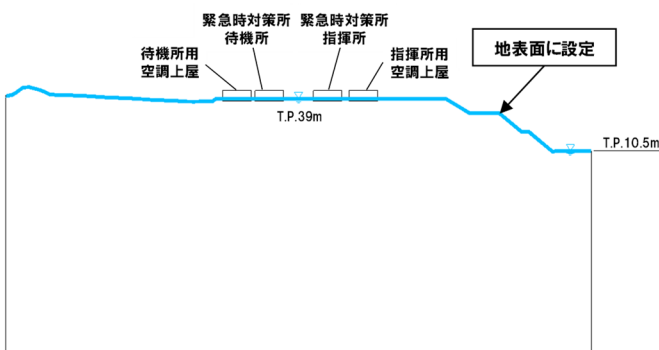 緊急時対策所
待機所
緊急時対策所
指揮所
待機所用
空調上屋
指揮所用
空調上屋
地表面に設定
T.P.39m
T.P.10.5m